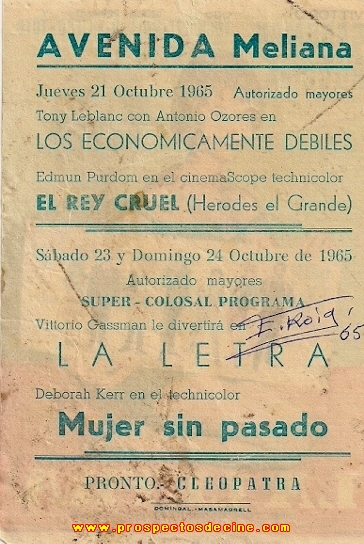 AVENIDA Meliana
Jueves 21 Octubre 1965 Autorizado mayores
Tony Leblanc con Antonio Ozores en
LOS ECONOMICAMENTE DEBILES
Edmun Purdom en el cinemaScope technicolor
EL REY CRUEL (Herodes el Grande)
Sábado 23 y Domingo 24 Octubre de 1965
Autorizado mayores
SUPER - COLOSAL PROGRAMA
Vittorio Gassman le divertirá en
E. Roig 65
LA LETRA
Deborah Kerr en el technicolor
Mujer sin pasado
PRONTO.- CLEOPATRA
DOMINGAL.-MASAMAGRELL
www.prospectosdecine.com